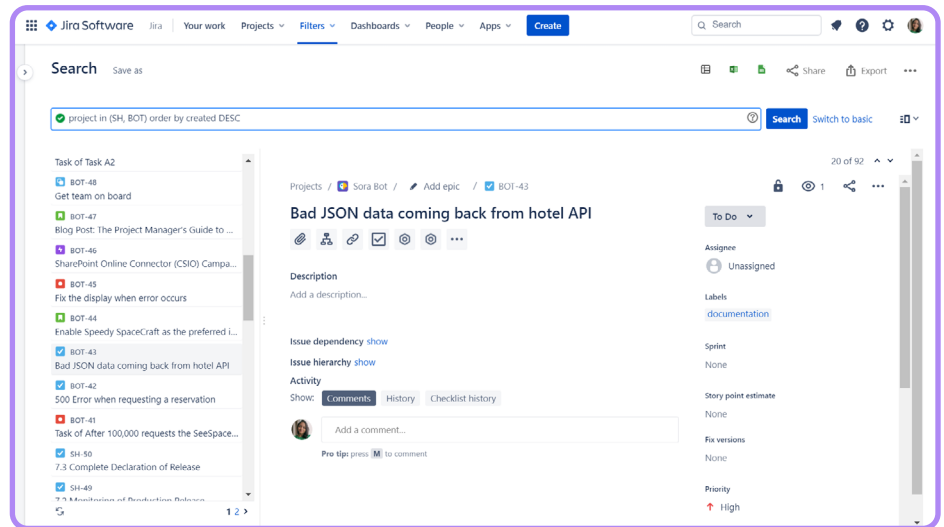 Jira Software Jira Your work Projects Filters Dashboards People Apps Create Search
Search Save as Share Export
project in (SH, BOT) order by created DESC Search Switch to basic
Task of Task A2
BOT-48
Get team on board
BOT-47
Blog Post: The Project Manager's Guide to ...
BOT-46
SharePoint Online Connector (CSIO) Campa...
BOT-45
Fix the display when error occurs
BOT-44
Enable Speedy SpaceCraft as the preferred i...
BOT-43
Bad JSON data coming back from hotel API
BOT-42
500 Error when requesting a reservation
BOT-41
Task of After 100,000 requests the SeeSpace...
SH-50
7.3 Complete Declaration of Release
SH-49
7.2 Monitoring of Production Release
1 2
20 of 92
Projects / Sora Bot / Add epic / BOT-43
1
Bad JSON data coming back from hotel API
Description
Add a description...
Issue dependency show
Issue hierarchy show
Activity
Show: Comments History Checklist history
Add a comment...
Pro tip: press M to comment
To Do
Assignee
Unassigned
Labels
documentation
Sprint
None
Story point estimate
None
Fix versions
None
Priority
High